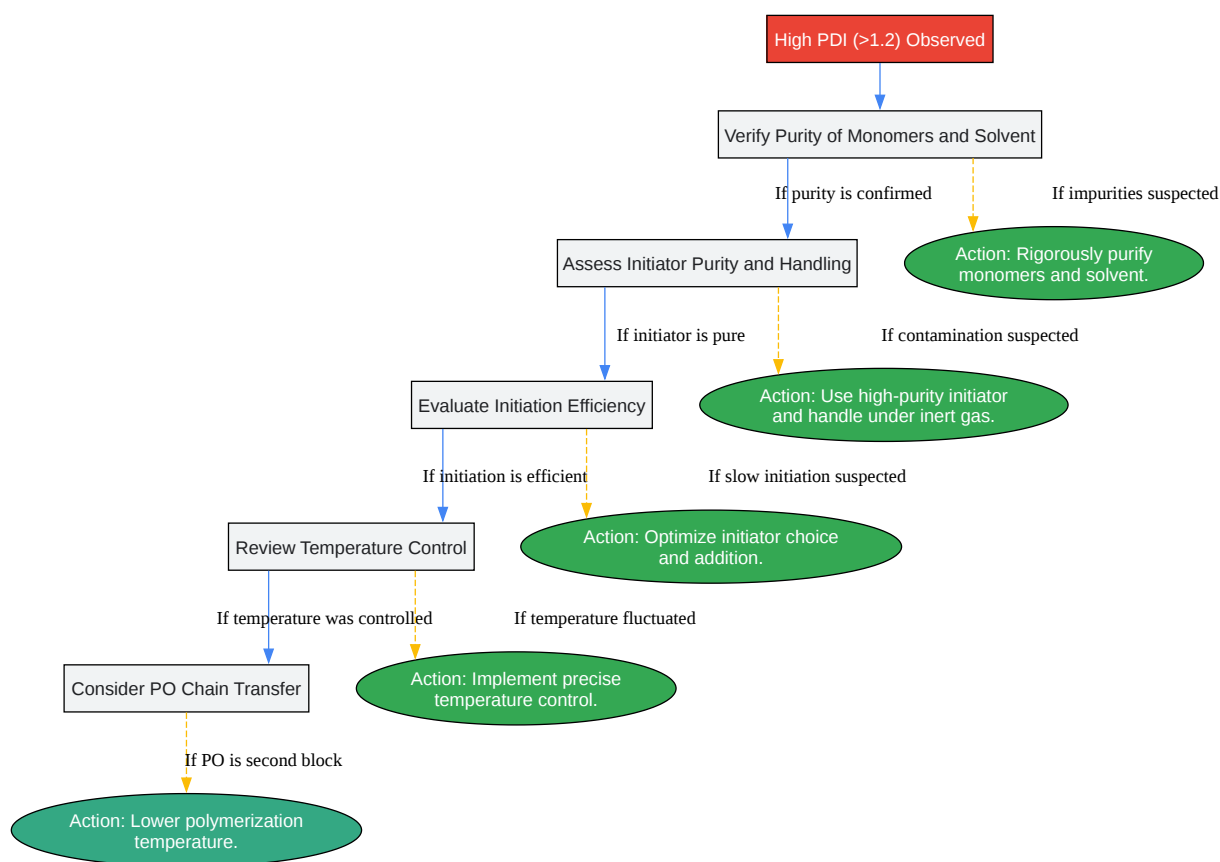 High PDI (>1.2) Observed
Verify Purity of Monomers and Solvent
If purity is confirmed
If impurities suspected
Assess Initiator Purity and Handling
Action: Rigorously purify
monomers and solvent.
If initiator is pure
If contamination suspected
Evaluate Initiation Efficiency
Action: Use high-purity initiator
and handle under inert gas.
If initiation is efficient
If slow initiation suspected
Review Temperature Control
Action: Optimize initiator choice
and addition.
If temperature was controlled
If temperature fluctuated
Consider PO Chain Transfer
Action: Implement precise
temperature control.
If PO is second block
Action: Lower polymerization
temperature.